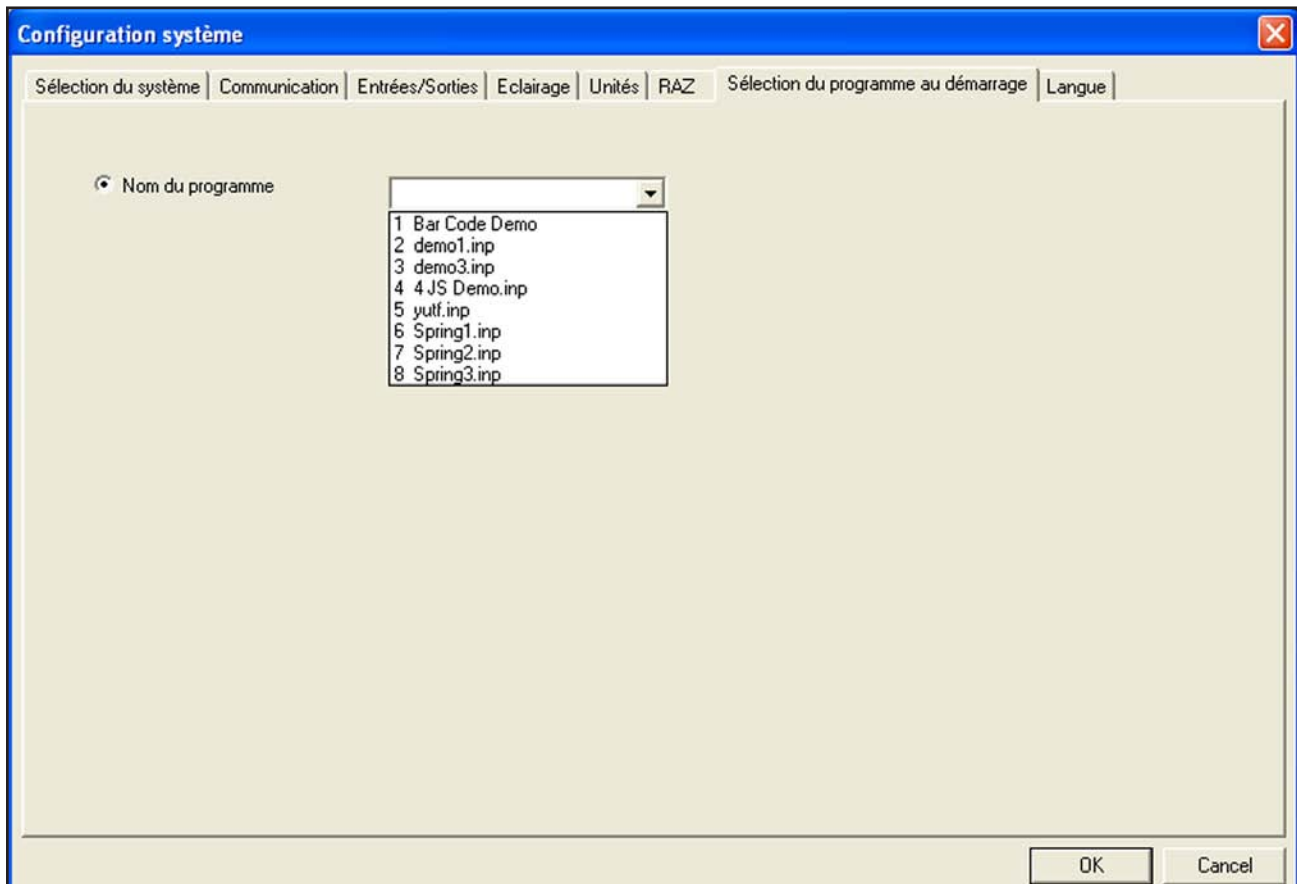 Configuration système
Sélection du système Communication Entrées/Sorties Eclairage Unités RAZ Sélection du programme au démarrage Langue
Nom du programme
1 Bar Code Demo
2 demo1.inp
3 demo3.inp
4 4 JS Demo.inp
5 yutf.inp
6 Spring1.inp
7 Spring2.inp
8 Spring3.inp
OK Cancel